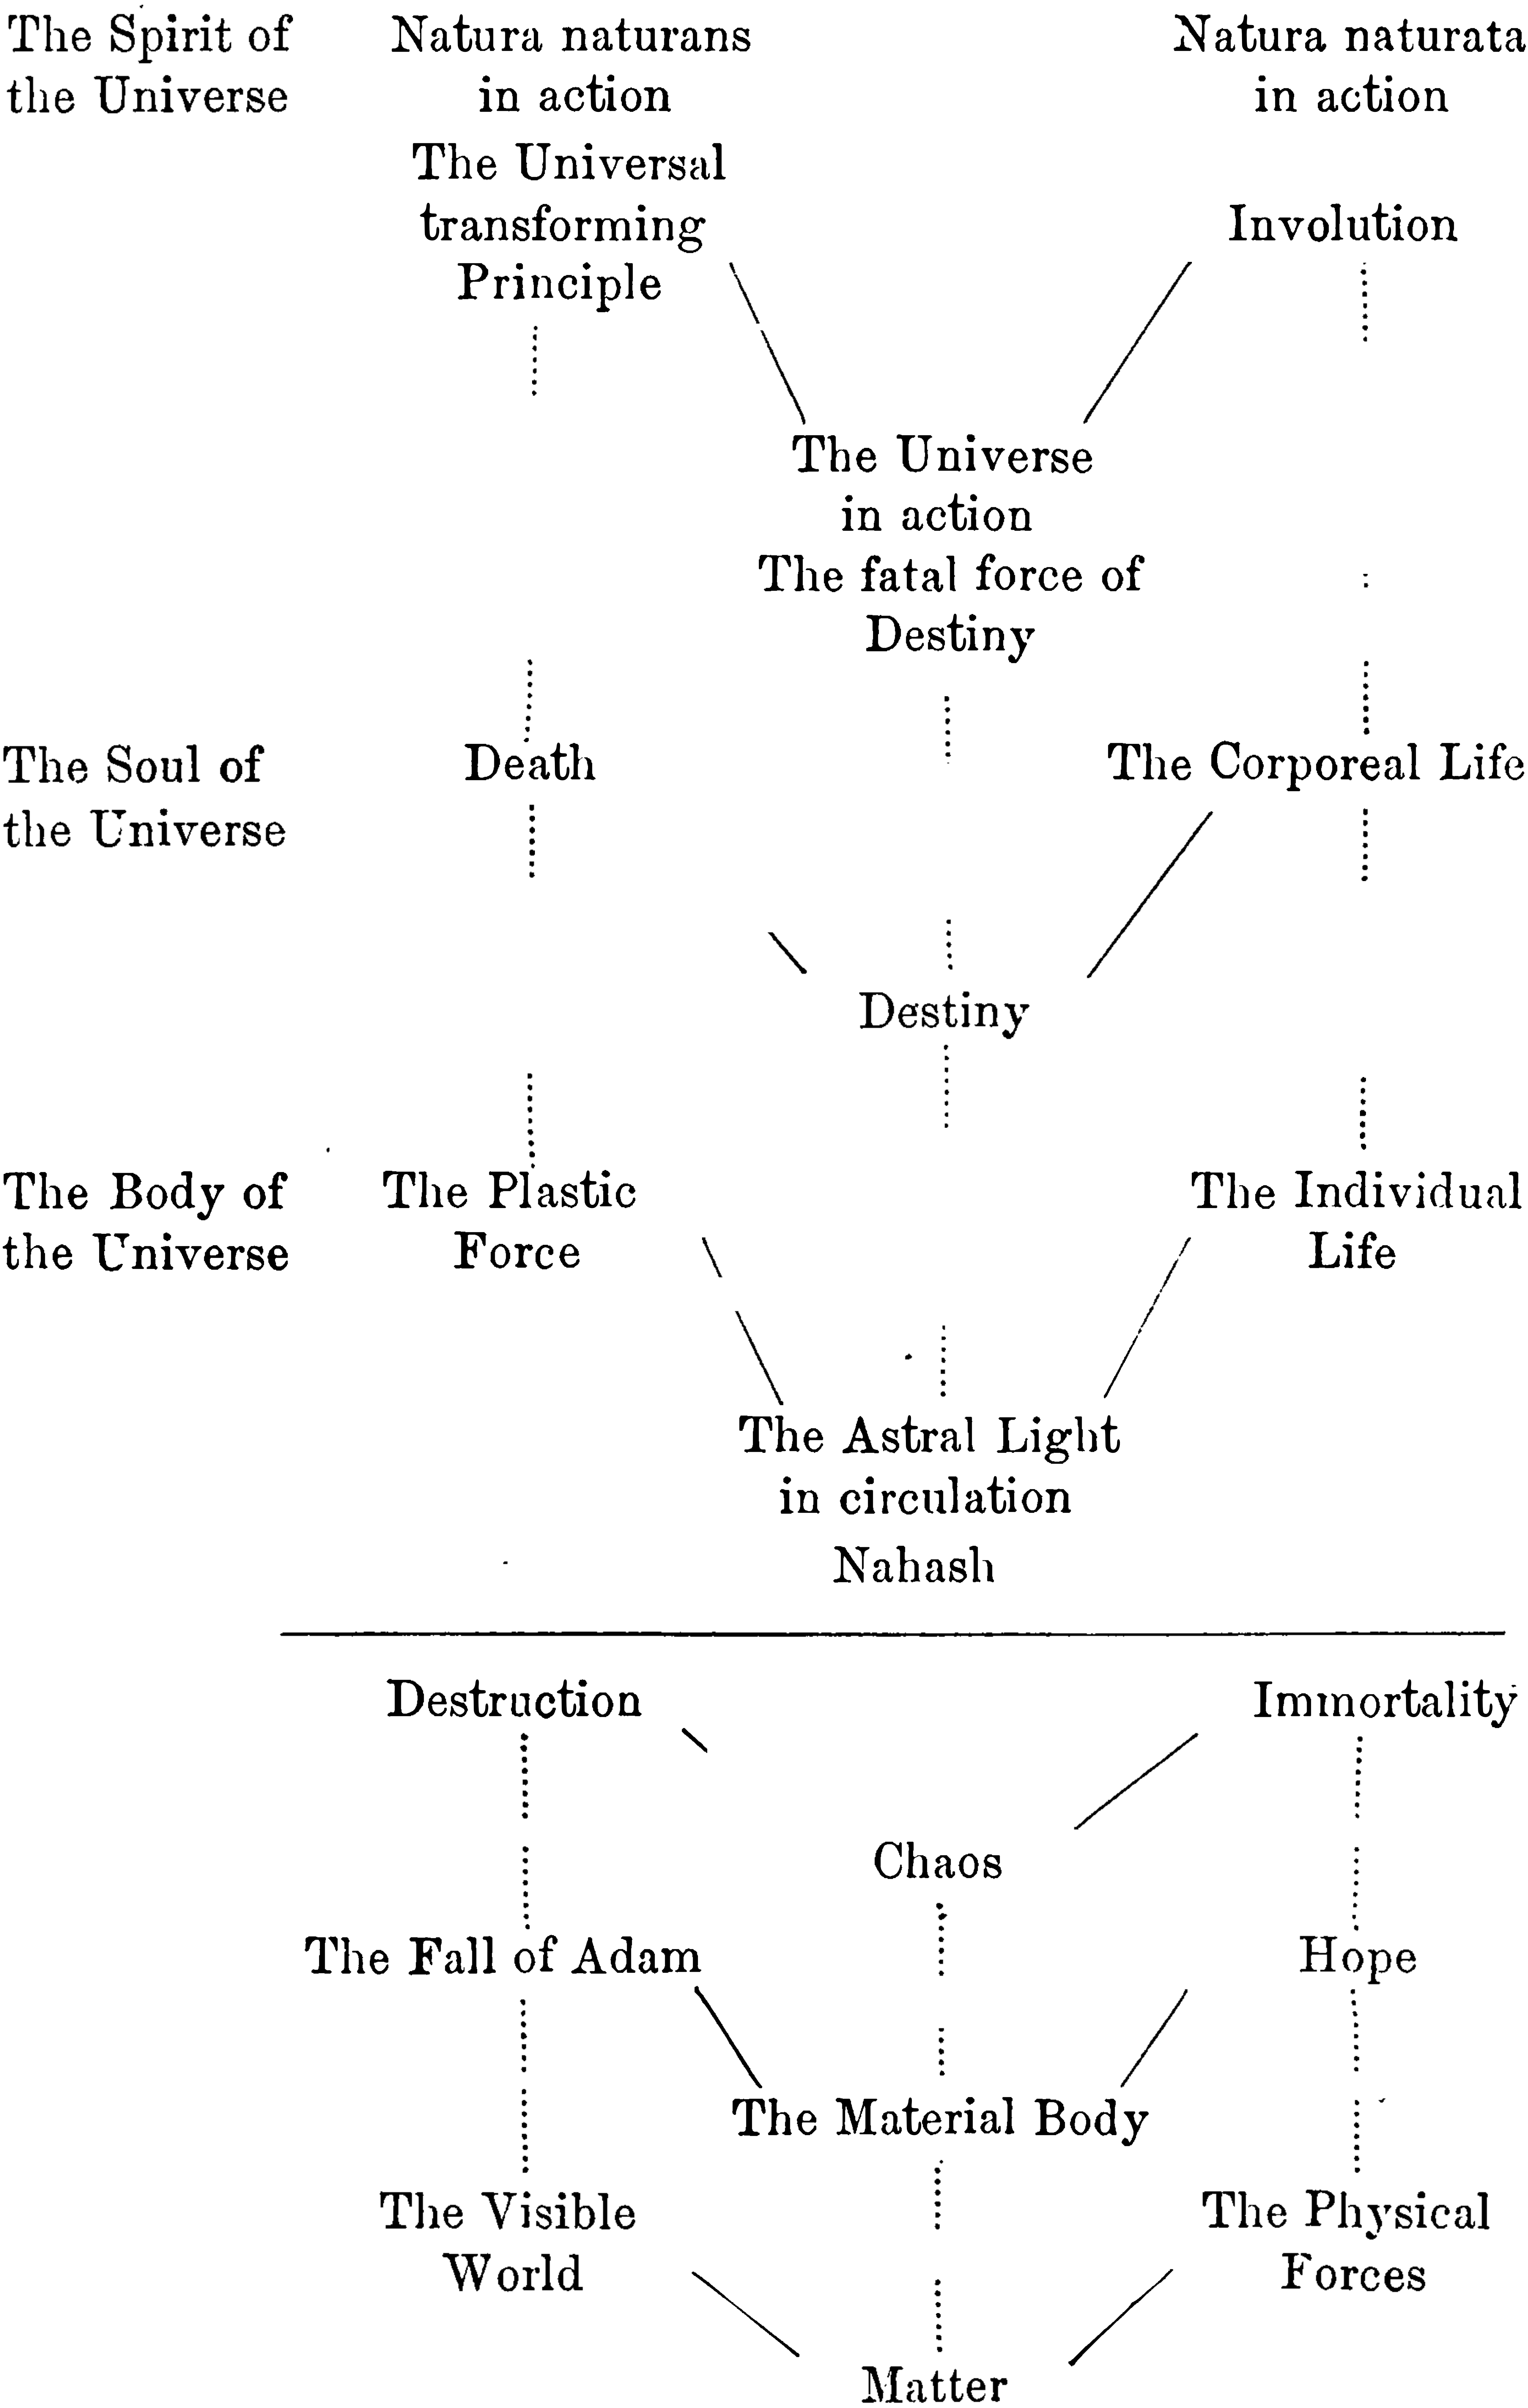 The Spirit of
the Universe
Natura naturans
in action
The Universal
transforming
Principle
Natura naturata
in action
Involution
The Universe
in action
The fatal force of
Destiny
The Soul of
the Universe
Death
The Corporeal Life
Destiny
The Body of
the Universe
The Plastic
Force
The Individual
Life
The Astral Light
in circulation
Nahash
Destruction
Immortality
Chaos
The Fall of Adam
Hope
The Material Body
The Visible
World
The Physical
Forces
Matter